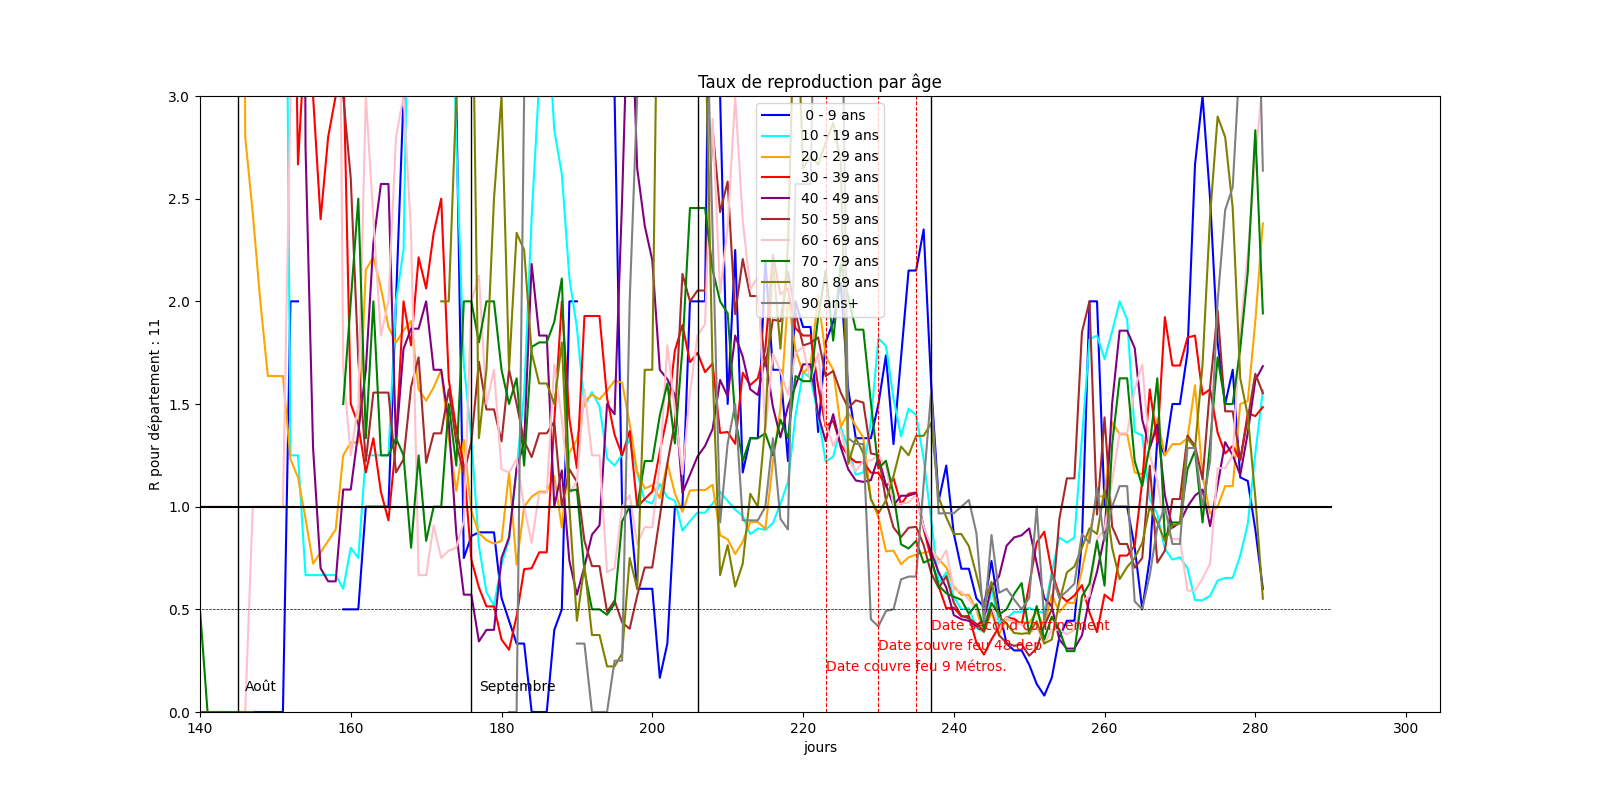 Taux de reproduction par âge
3.0
2.5
2.0
1.5
1.0
0.5
0.0
R pour département : 11
0 - 9 ans
10 - 19 ans
20 - 29 ans
30 - 39 ans
40 - 49 ans
50 - 59 ans
60 - 69 ans
70 - 79 ans
80 - 89 ans
90 ans+
Date second confinement
Date couvre feu 48 dep
Date couvre feu 9 Métros.
Août
Septembre
140 160 180 200 220 240 260 280 300
jours